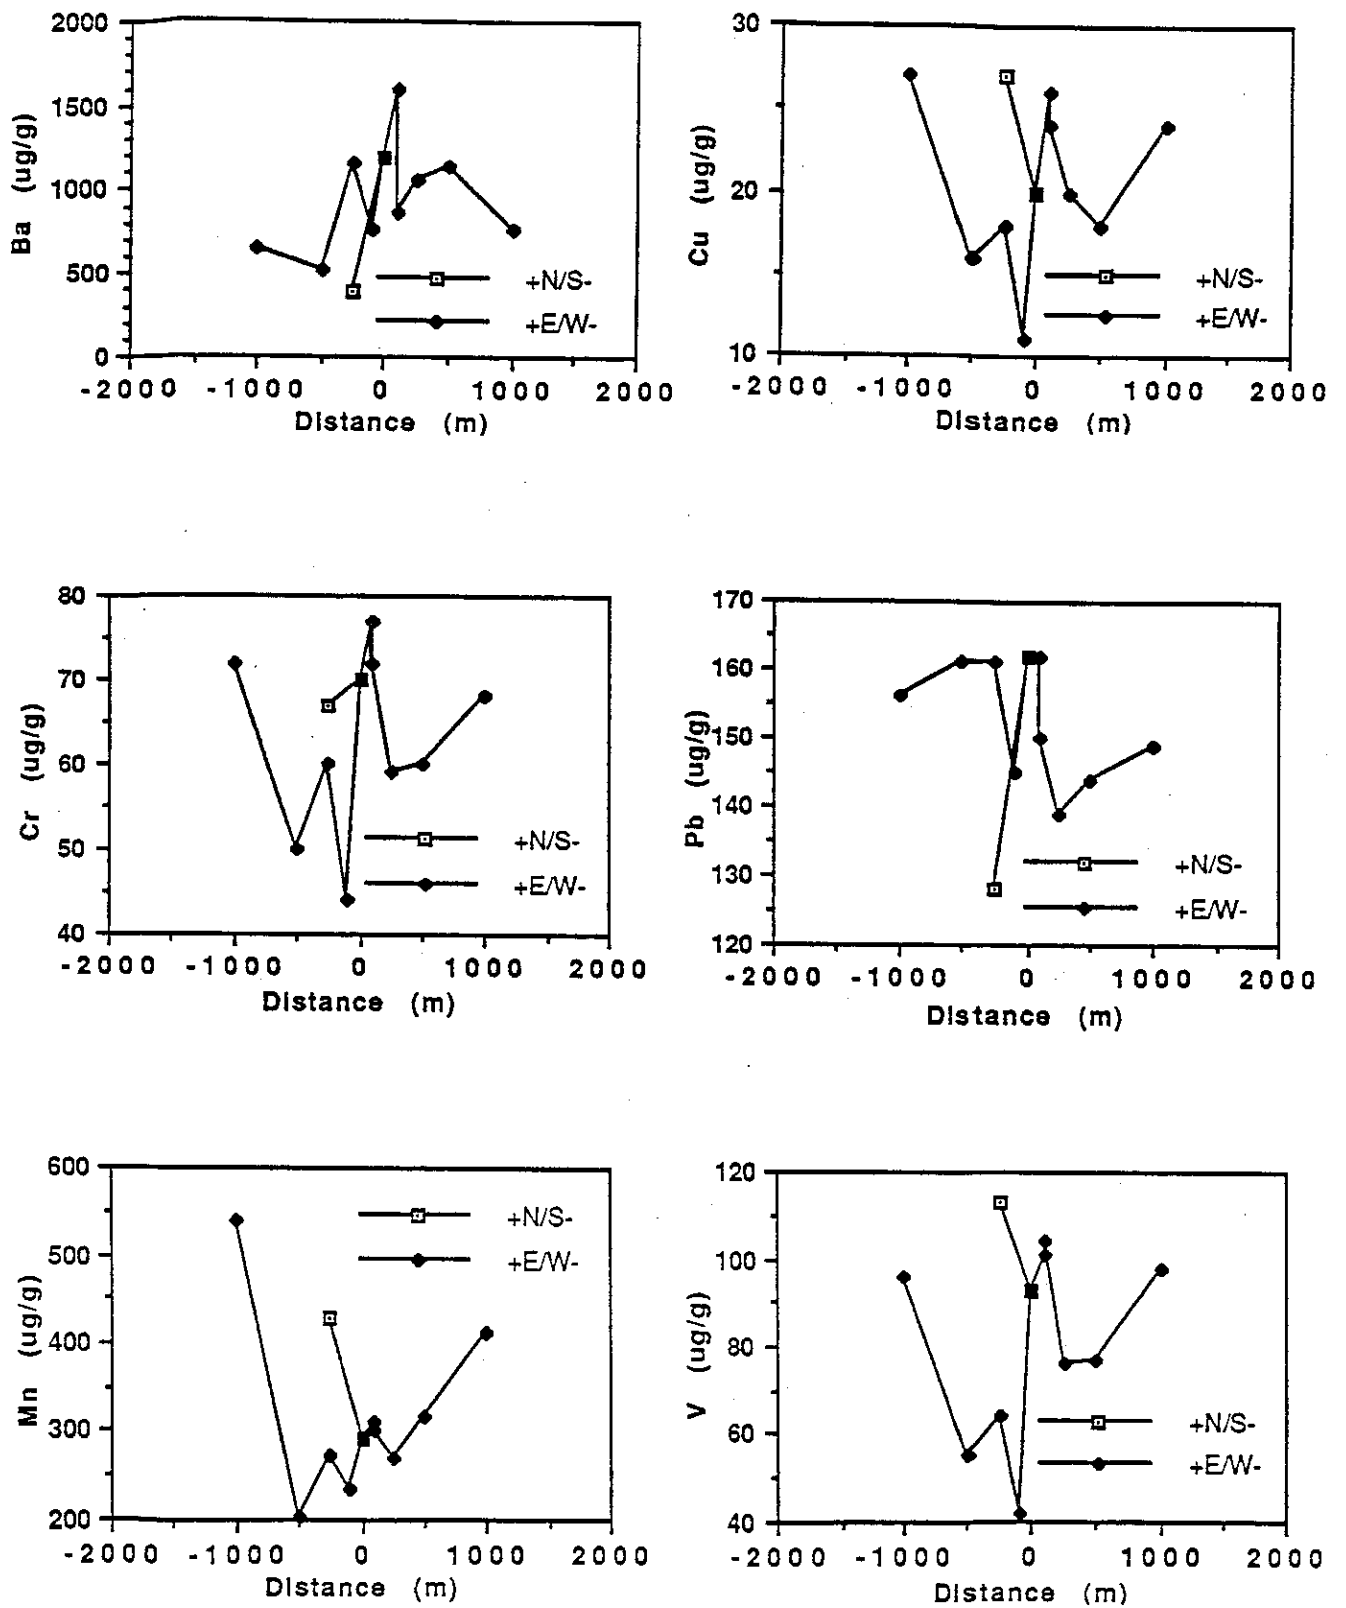 2000
1500
1000
500
0
Ba (ug/g)
+N/S-
+E/W-
-2000 -1000 0 1000 2000
Distance (m)
30
20
10
Cu (ug/g)
+N/S-
+E/W-
-2000 -1000 0 1000 2000
Distance (m)
80
70
60
50
40
Cr (ug/g)
+N/S-
+E/W-
-2000 -1000 0 1000 2000
Distance (m)
170
160
150
140
130
120
Pb (ug/g)
+N/S-
+E/W-
-2000 -1000 0 1000 2000
Distance (m)
600
500
400
300
200
Mn (ug/g)
+N/S-
+E/W-
-2000 -1000 0 1000 2000
Distance (m)
120
100
80
60
40
V (ug/g)
+N/S-
+E/W-
-2000 -1000 0 1000 2000
Distance (m)